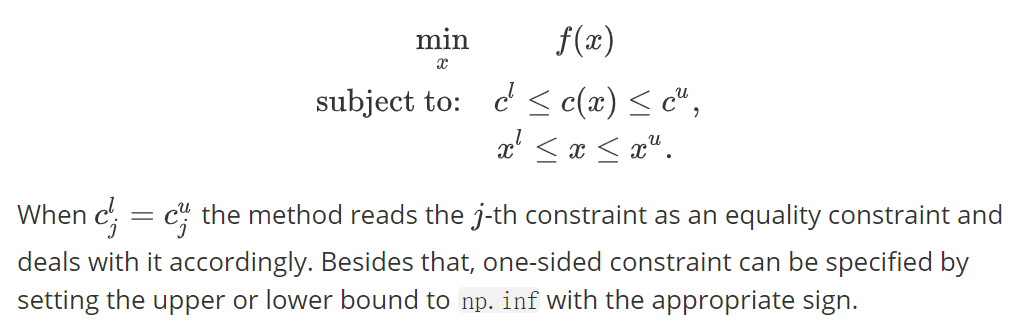 min f(x)
x
subject to: c^l ≤ c(x) ≤ c^u,
x^l ≤ x ≤ x^u.
When c_j^l = c_j^u the method reads the j-th constraint as an equality constraint and
deals with it accordingly. Besides that, one-sided constraint can be specified by
setting the upper or lower bound to np.inf with the appropriate sign.